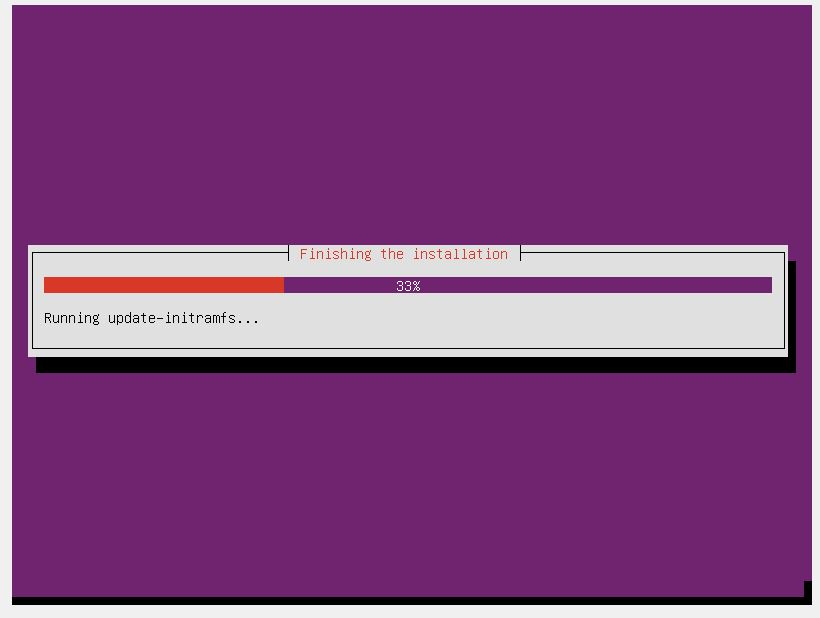 Finishing the installation
33%
Running update-initramfs...